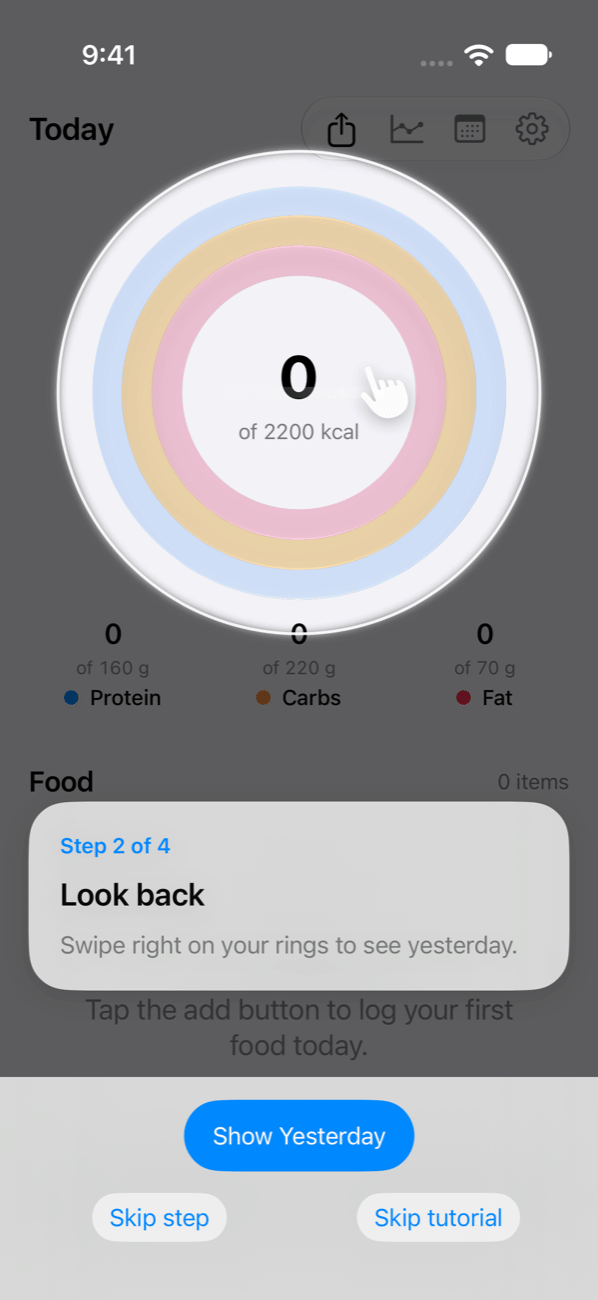 9:41
Today
0
of 2200 kcal
0 0 0
of 160 g of 220 g of 70 g
Protein Carbs Fat
Food 0 items
Step 2 of 4
Look back
Swipe right on your rings to see yesterday.
Tap the add button to log your first
food today.
Show Yesterday
Skip step Skip tutorial